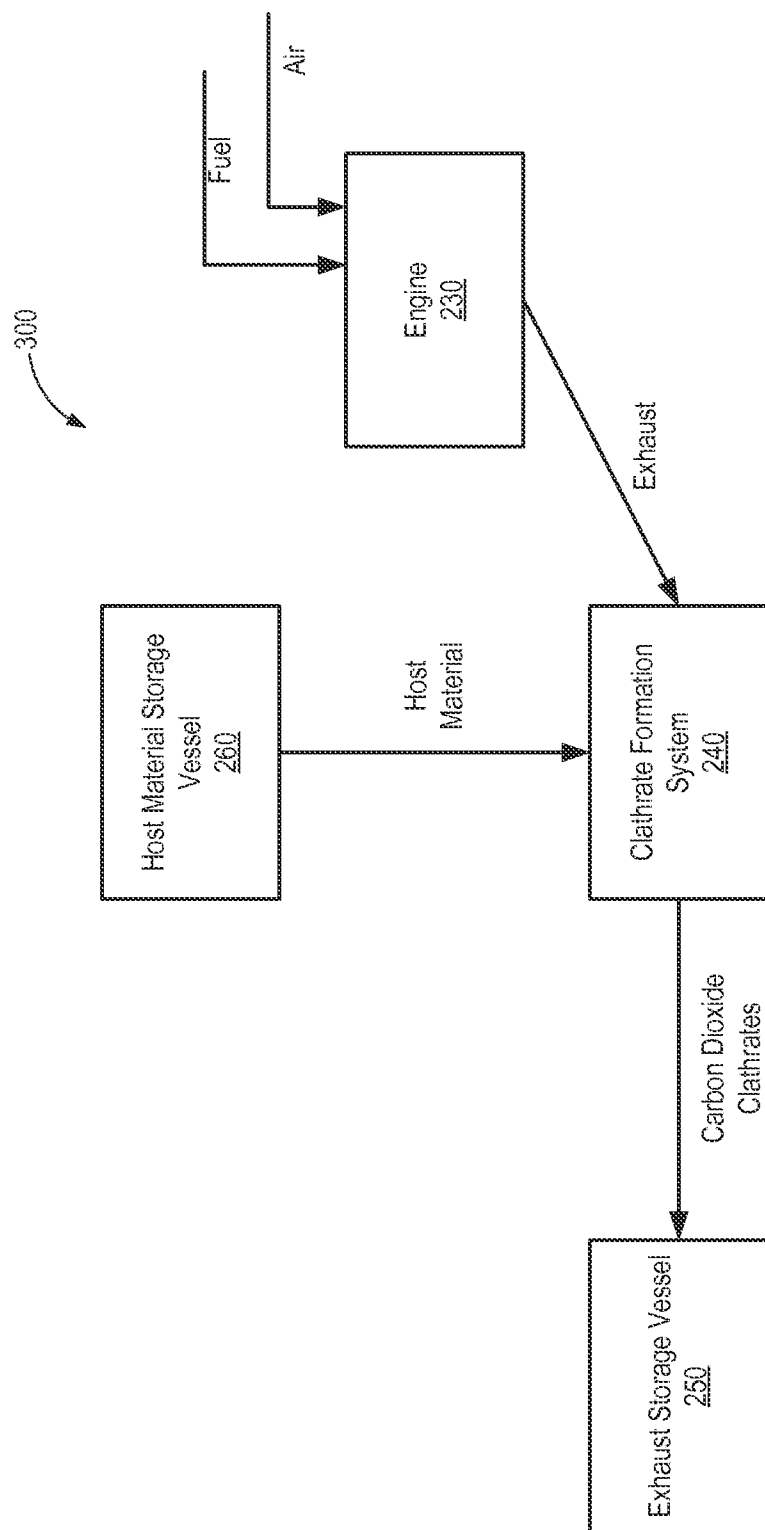 300
Fuel
Air
Engine
230
Exhaust
Host Material Storage
Vessel
260
Host
Material
Clathrate Formation
System
240
Carbon Dioxide
Clathrates
Exhaust Storage Vessel
250